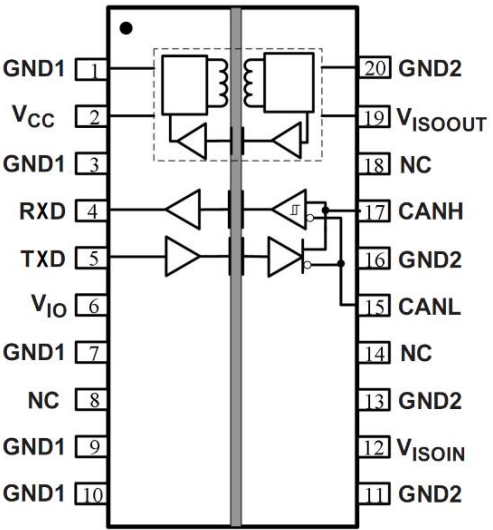 GND1 1
20 GND2
VCC 2
19 VISOOUT
GND1 3
18 NC
RXD 4
17 CANH
TXD 5
16 GND2
VIO 6
15 CANL
GND1 7
14 NC
NC 8
13 GND2
GND1 9
12 VISOIN
GND1 10
11 GND2